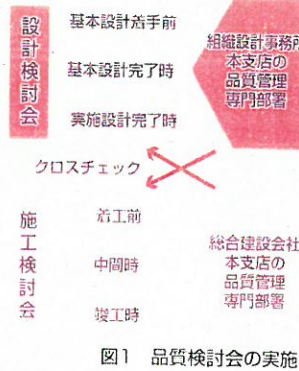 設計検討会
基本設計着手前
基本設計完了時
実施設計完了時
組織設計事務所
本支店の
品質管理
専門部署
クロスチェック
施工検討会
着工前
中間時
竣工時
総合建設会社
本支店の
品質管理
専門部署
図1 品質検討会の実施